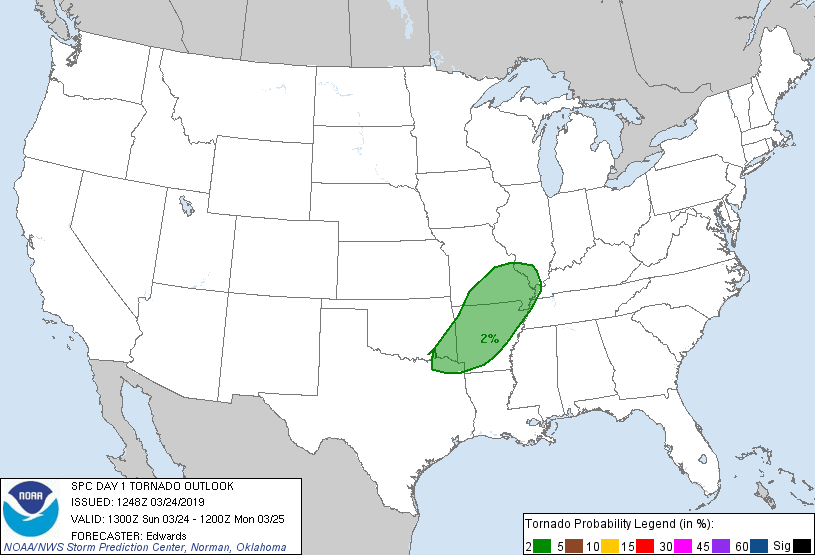 2%
NOAA
SPC DAY 1 TORNADO OUTLOOK
ISSUED: 1248Z 03/24/2019
VALID: 1300Z Sun 03/24 - 1200Z Mon 03/25
FORECASTER: Edwards
NOAA/NWS Storm Prediction Center, Norman, Oklahoma
Tornado Probability Legend (in %):
2 5 10 15 30 45 60 Sig